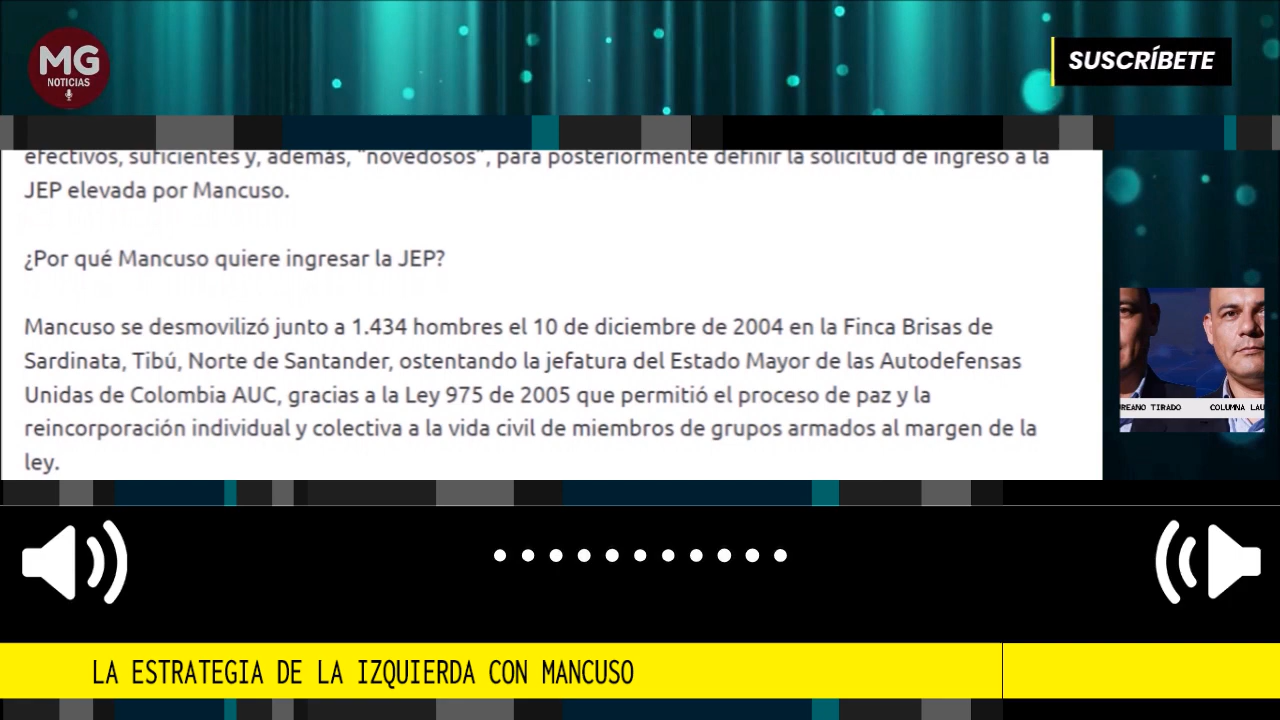 MG
NOTICIAS
SUSCRÍBETE
efectivos, suficientes y, además, "novedosos", para posteriormente definir la solicitud de ingreso a la
JEP elevada por Mancuso.
¿Por qué Mancuso quiere ingresar la JEP?
Mancuso se desmovilizó junto a 1.434 hombres el 10 de diciembre de 2004 en la Finca Brisas de
Sardinata, Tibú, Norte de Santander, ostentando la jefatura del Estado Mayor de las Autodefensas
Unidas de Colombia AUC, gracias a la Ley 975 de 2005 que permitió el proceso de paz y la
reincorporación individual y colectiva a la vida civil de miembros de grupos armados al margen de la
ley.
UREANO TIRADO COLUMNA LAU
LA ESTRATEGIA DE LA IZQUIERDA CON MANCUSO